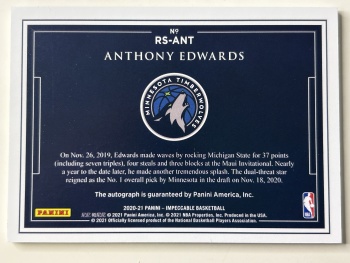 Nº
RS-ANT
ANTHONY EDWARDS
MINNESOTA TIMBERWOLVES
On Nov. 26, 2019, Edwards made waves by rocking Michigan State for 37 points
(including seven triples), four steals and three blocks at the Maui Invitational. Nearly
a year to the date later, he made another tremendous splash. The dual-threat star
reigned as the No. 1 overall pick by Minnesota in the draft on Nov. 18, 2020.
The autograph is guaranteed by Panini America, Inc.
2020-21 PANINI – IMPECCABLE BASKETBALL
© 2021 Panini America, Inc. © 2021 NBA Properties, Inc. Produced in the USA.
© 2021 Officially licensed product of the National Basketball Players Association.
PANINI
NBA